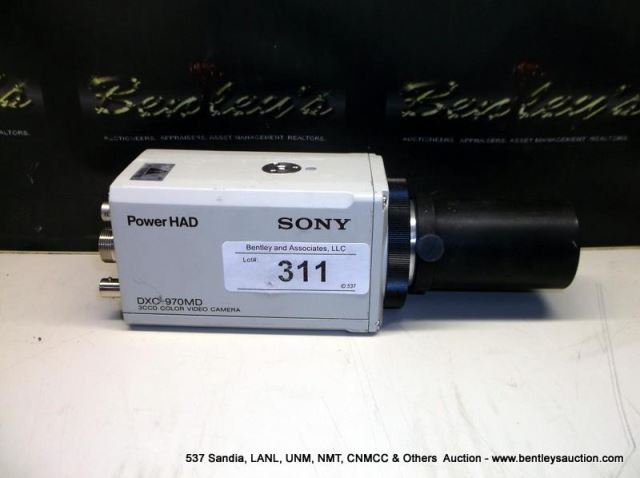 Bentley's
Bentley's
AUCTIONEERS. APPRAISERS. ASSET MANAGEMENT REALTORS.
AUCTIONEERS. APPRAISERS. ASSET MANAGEMENT REALTORS.
REALTORS.
Power HAD
SONY
Bentley and Associates, LLC
Lot#:
311
ID 537
DXC-970MD
3CCD COLOR VIDEO CAMERA
537 Sandia, LANL, UNM, NMT, CNMCC & Others Auction - www.bentleysauction.com